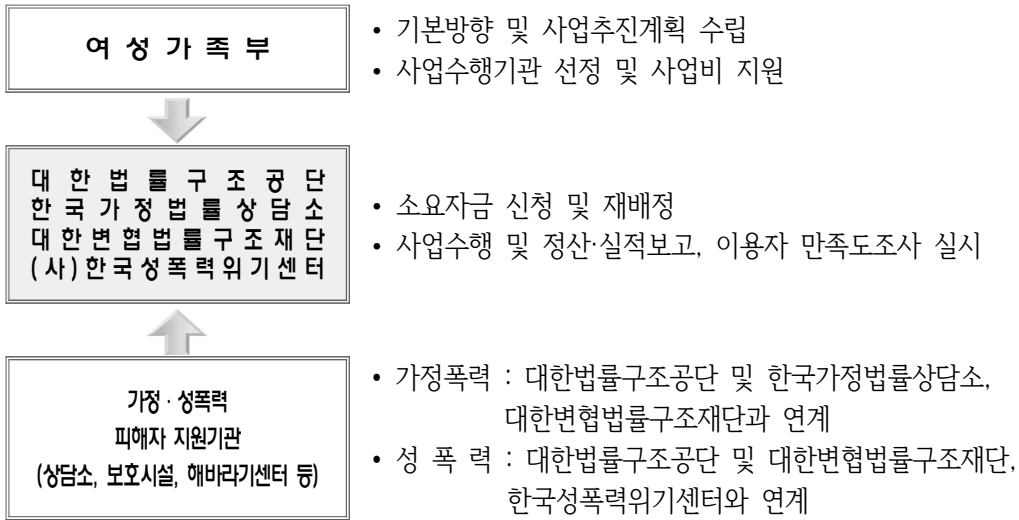 여 성 가 족 부
• 기본방향 및 사업추진계획 수립
• 사업수행기관 선정 및 사업비 지원
대 한 법 률 구 조 공 단
한 국 가 정 법 률 상 담 소
대 한 변 협 법 률 구 조 재 단
(사)한국성폭력위기센터
• 소요자금 신청 및 재배정
• 사업수행 및 정산·실적보고, 이용자 만족도조사 실시
가정 · 성폭력
피해자 지원기관
(상담소, 보호시설, 해바라기센터 등)
• 가정폭력 : 대한법률구조공단 및 한국가정법률상담소,
대한변협법률구조재단과 연계
• 성 폭 력 : 대한법률구조공단 및 대한변협법률구조재단,
한국성폭력위기센터와 연계